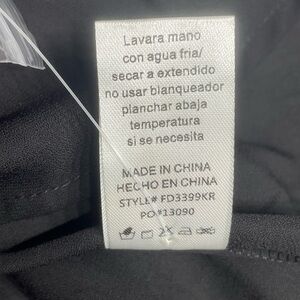 Lavara mano
con agua fria/
secar a extendido
no usar blanqueador
planchar abaja
temperatura
si se necesita
MADE IN CHINA
HECHO EN CHINA
STYLE# FD3399KR
PO#13090